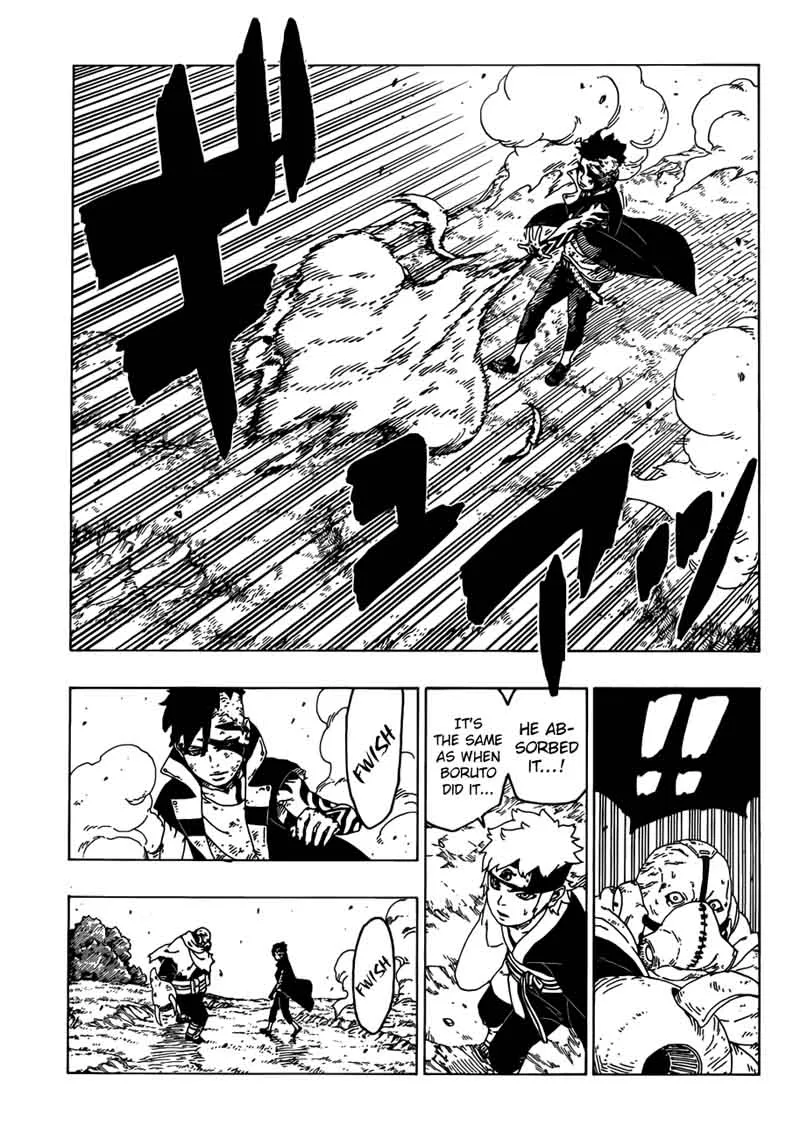 ギュアッ
!!
HE AB-
SORBED
IT...!
IT'S
THE SAME
AS WHEN
BORUTO
DID IT...
FWISH
FWISH